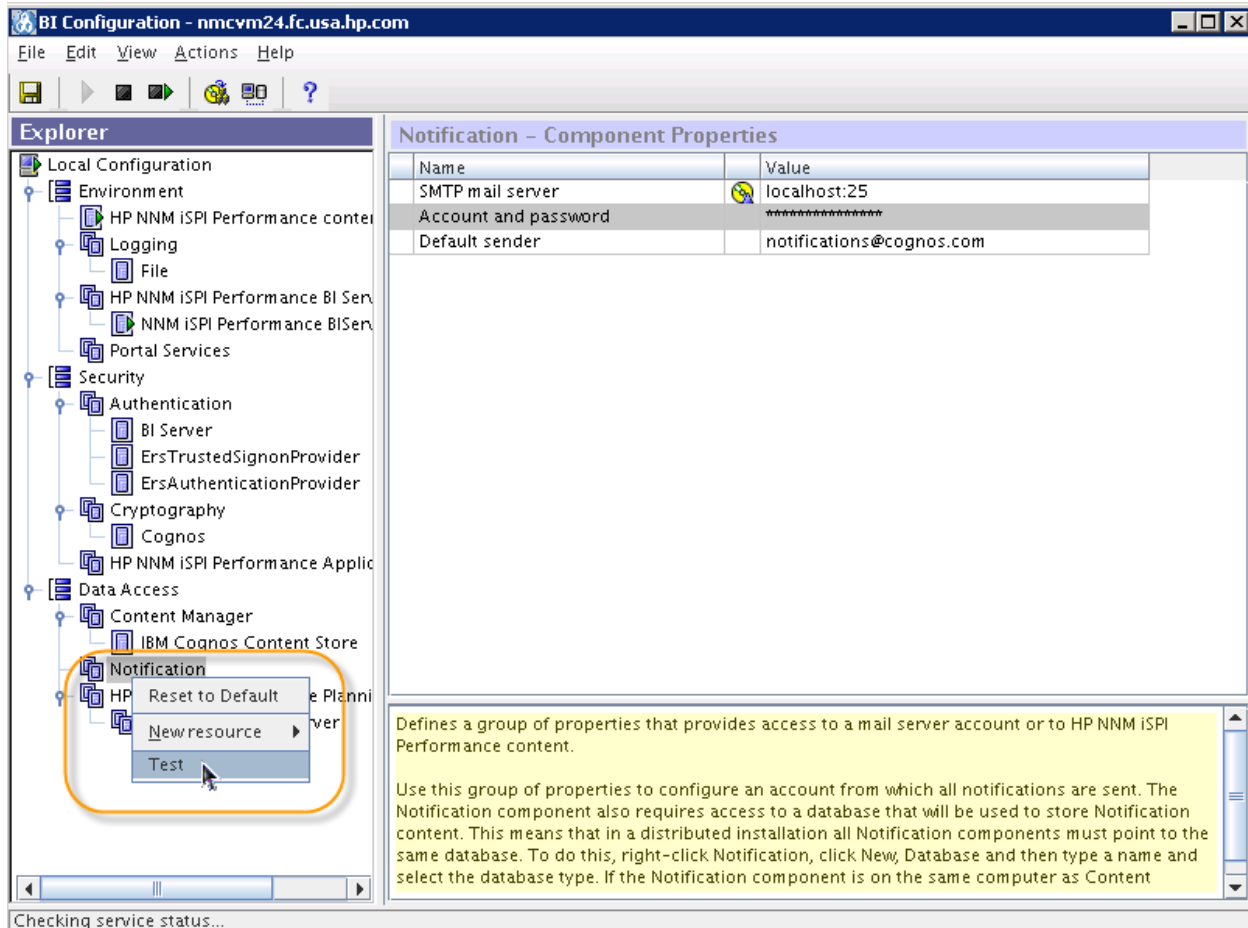 BI Configuration - nmcvm24.fc.usa.hp.com
File Edit View Actions Help
Explorer
Local Configuration
Environment
HP NNM iSPI Performance conter
Logging
File
HP NNM iSPI Performance BI Serv
NNM iSPI Performance BIServ
Portal Services
Security
Authentication
BI Server
ErsTrustedSignonProvider
ErsAuthenticationProvider
Cryptography
Cognos
HP NNM iSPI Performance Applic
Data Access
Content Manager
IBM Cognos Content Store
Notification
HP e Planni
ver
Reset to Default
New resource
Test
Notification – Component Properties
Name Value
SMTP mail server localhost:25
Account and password ***************
Default sender notifications@cognos.com
Defines a group of properties that provides access to a mail server account or to HP NNM iSPI
Performance content.
Use this group of properties to configure an account from which all notifications are sent. The
Notification component also requires access to a database that will be used to store Notification
content. This means that in a distributed installation all Notification components must point to the
same database. To do this, right-click Notification, click New, Database and then type a name and
select the database type. If the Notification component is on the same computer as Content
Checking service status...